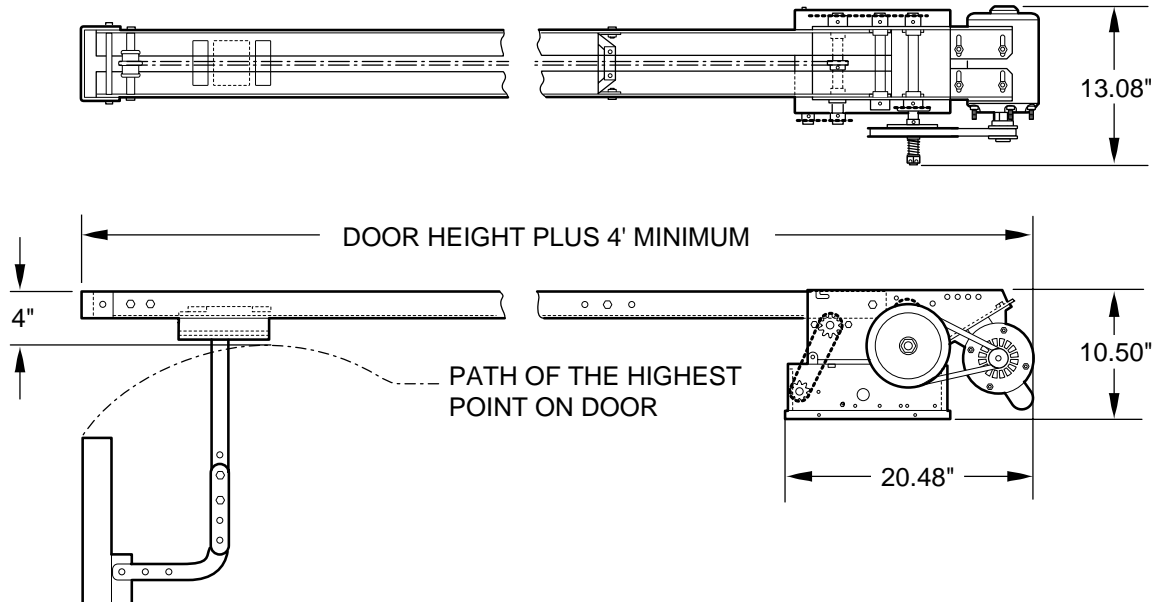 13.08"
DOOR HEIGHT PLUS 4' MINIMUM
4"
10.50"
PATH OF THE HIGHEST
POINT ON DOOR
20.48"